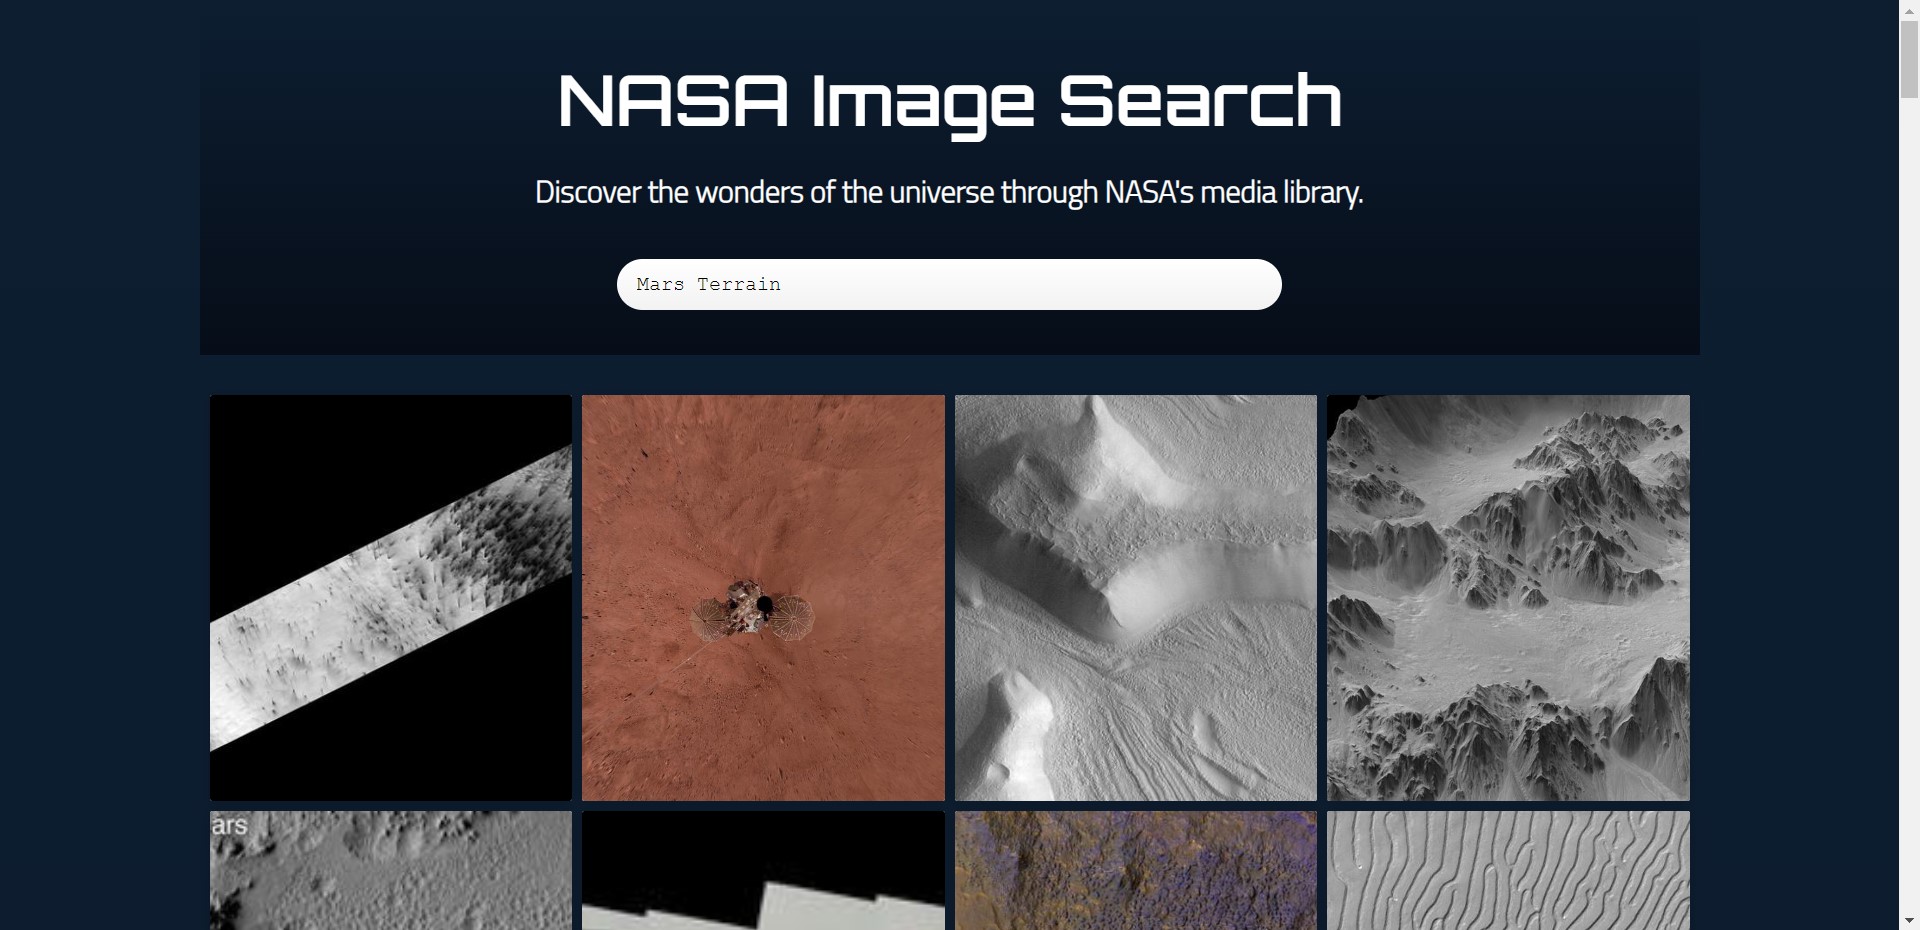 NASA Image Search
Discover the wonders of the universe through NASA's media library.
Mars Terrain
ars